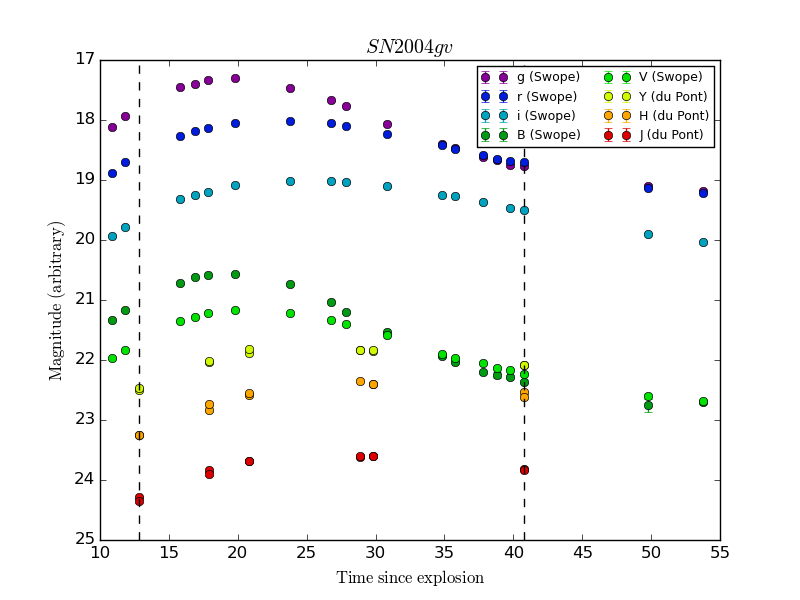 SN2004gv
17
18
19
20
21
22
23
24
25
Magnitude (arbitrary)
g (Swope)
r (Swope)
i (Swope)
B (Swope)
V (Swope)
Y (du Pont)
H (du Pont)
J (du Pont)
10 15 20 25 30 35 40 45 50 55
Time since explosion